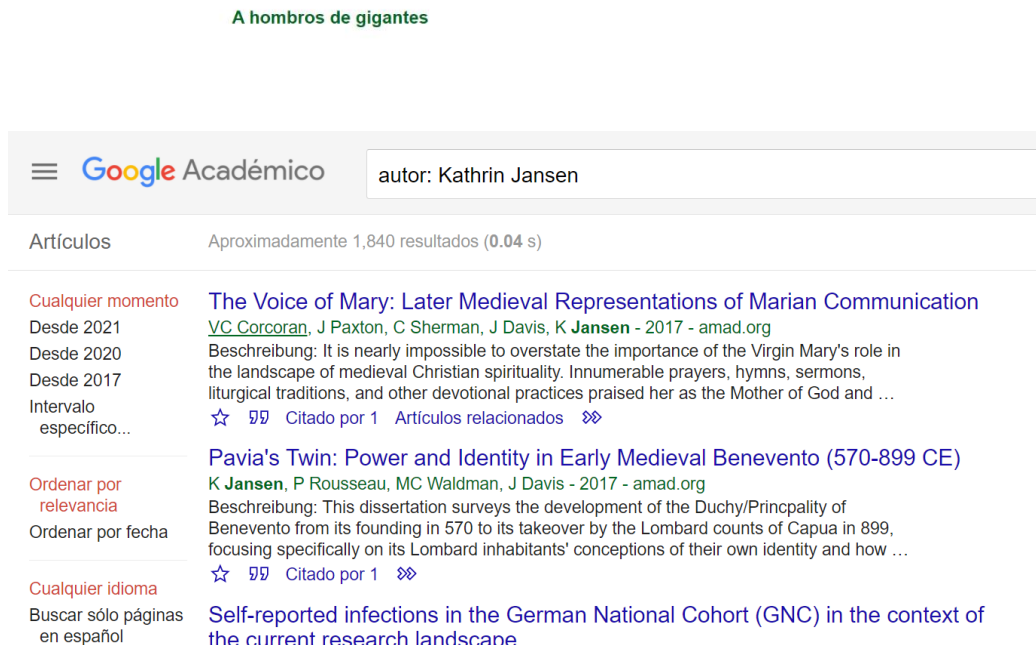 A hombros de gigantes
Google Académico
autor: Kathrin Jansen
Artículos
Aproximadamente 1,840 resultados (0.04 s)
Cualquier momento
Desde 2021
Desde 2020
Desde 2017
Intervalo
específico...
Ordenar por
relevancia
Ordenar por fecha
Cualquier idioma
Buscar sólo páginas
en español
The Voice of Mary: Later Medieval Representations of Marian Communication
VC Corcoran, J Paxton, C Sherman, J Davis, K Jansen - 2017 - amad.org
Beschreibung: It is nearly impossible to overstate the importance of the Virgin Mary's role in
the landscape of medieval Christian spirituality. Innumerable prayers, hymns, sermons,
liturgical traditions, and other devotional practices praised her as the Mother of God and …
Citado por 1 Artículos relacionados
Pavia's Twin: Power and Identity in Early Medieval Benevento (570-899 CE)
K Jansen, P Rousseau, MC Waldman, J Davis - 2017 - amad.org
Beschreibung: This dissertation surveys the development of the Duchy/Princpality of
Benevento from its founding in 570 to its takeover by the Lombard counts of Capua in 899,
focusing specifically on its Lombard inhabitants' conceptions of their own identity and how …
Citado por 1
Self-reported infections in the German National Cohort (GNC) in the context of
the current research landscape